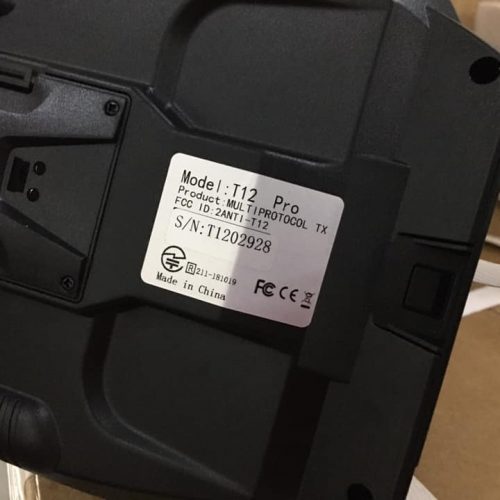 Model:T12 Pro
Product:MULTIPROTOCOL TX
FCC ID:2ANTI-T12
S/N:T1202928
R 211-181019
Made in China
FC CE